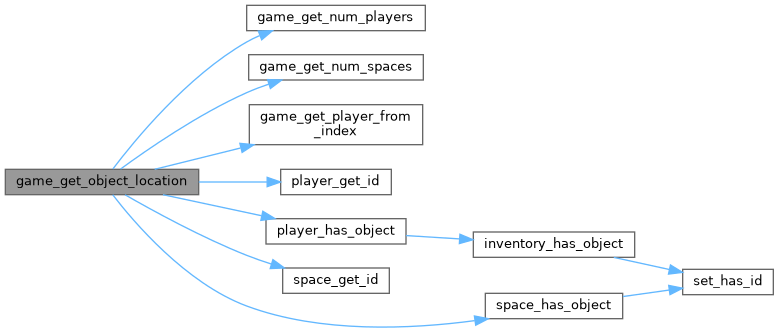 game_get_num_players
game_get_num_spaces
game_get_player_from
_index
game_get_object_location
player_get_id
player_has_object
inventory_has_object
space_get_id
set_has_id
space_has_object